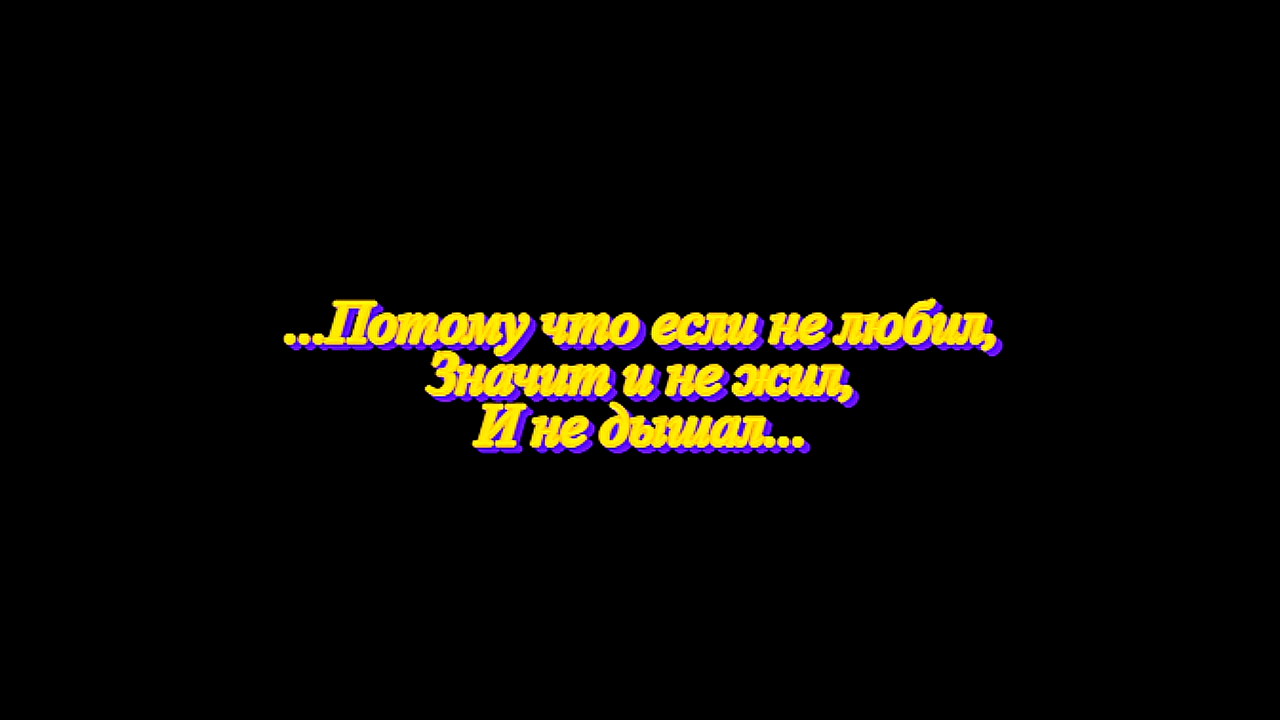 ...Потому что если не любил,
Значит и не жил,
И не дышал...